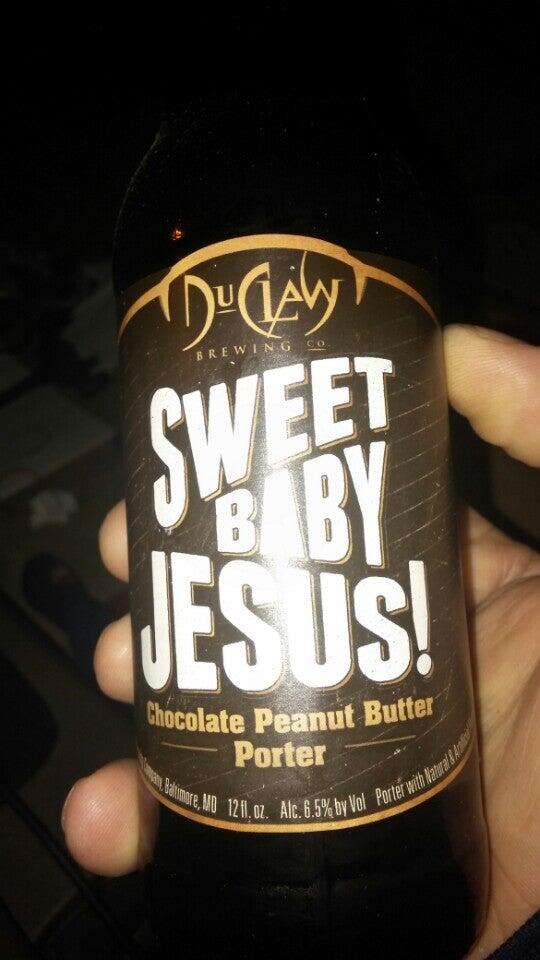 DuClaw
BREWING CO.
SWEET
BABY
JESUS!
Chocolate Peanut Butter
Porter
Company, Baltimore, MD 12 fl. oz. Alc. 6.5% by Vol Porter with Natural &